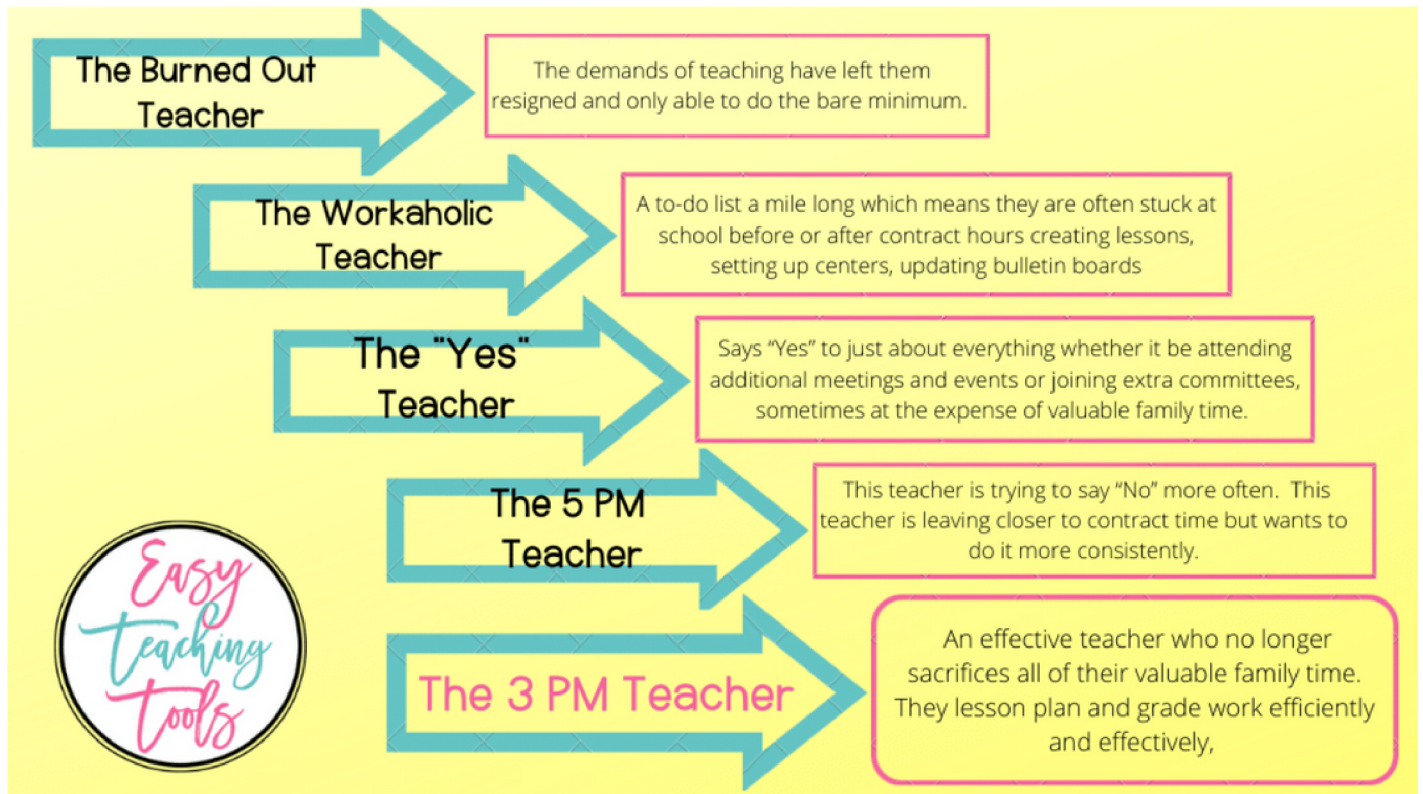 The Burned Out
Teacher
The demands of teaching have left them
resigned and only able to do the bare minimum.
The Workaholic
Teacher
A to-do list a mile long which means they are often stuck at
school before or after contract hours creating lessons,
setting up centers, updating bulletin boards
The "Yes"
Teacher
Says “Yes” to just about everything whether it be attending
additional meetings and events or joining extra committees,
sometimes at the expense of valuable family time.
The 5 PM
Teacher
This teacher is trying to say “No” more often. This
teacher is leaving closer to contract time but wants to
do it more consistently.
The 3 PM Teacher
An effective teacher who no longer
sacrifices all of their valuable family time.
They lesson plan and grade work efficiently
and effectively,
Easy
Teaching
Tools